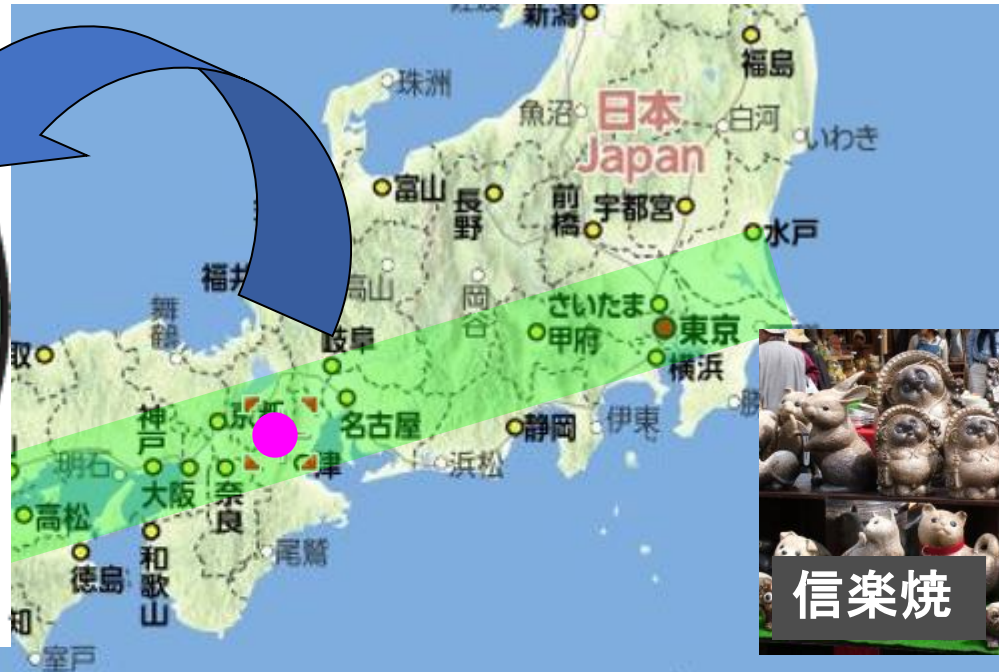 新潟
福島
珠洲
魚沼
日本
Japan
白河
いわき
富山
長野
前橋
宇都宮
水戸
福井
高山
岡谷
さいたま
舞鶴
甲府
東京
岐阜
横浜
取
神戸
京都
名古屋
静岡
伊東
勝
明石
津
浜松
大阪
奈良
高松
和歌山
尾鷲
徳島
知
室戸
信楽焼